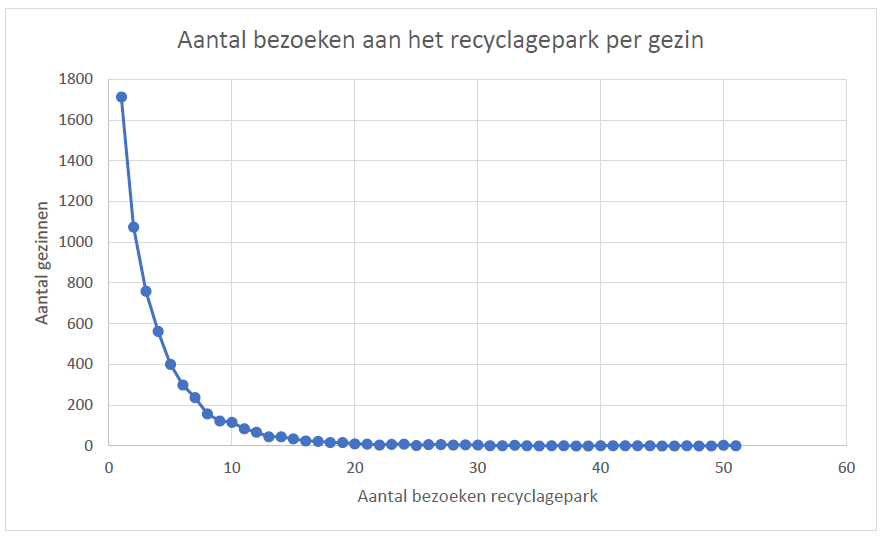 Aantal bezoeken aan het recyclagepark per gezin
1800
1600
1400
1200
1000
800
600
400
200
0
Aantal gezinnen
0 10 20 30 40 50 60
Aantal bezoeken recyclagepark